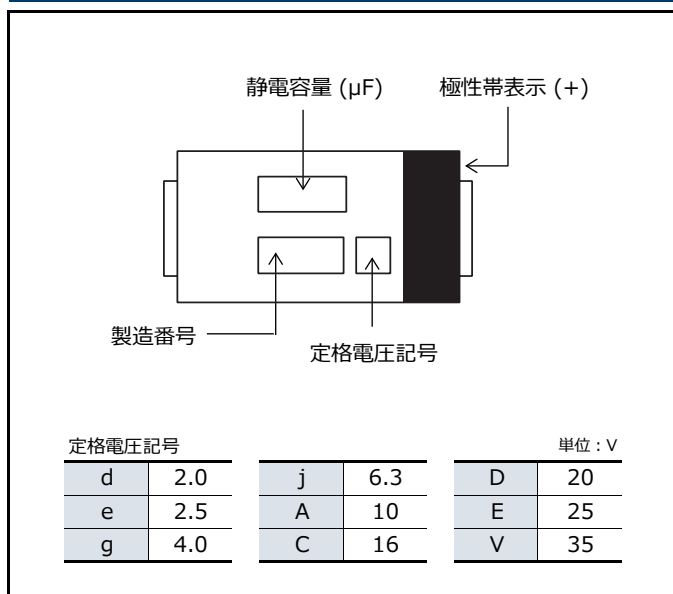 静電容量 (μF)
極性帯表示 (+)
製造番号
定格電圧記号
定格電圧記号
単位：V
d 2.0 j 6.3 D 20
e 2.5 A 10 E 25
g 4.0 C 16 V 35